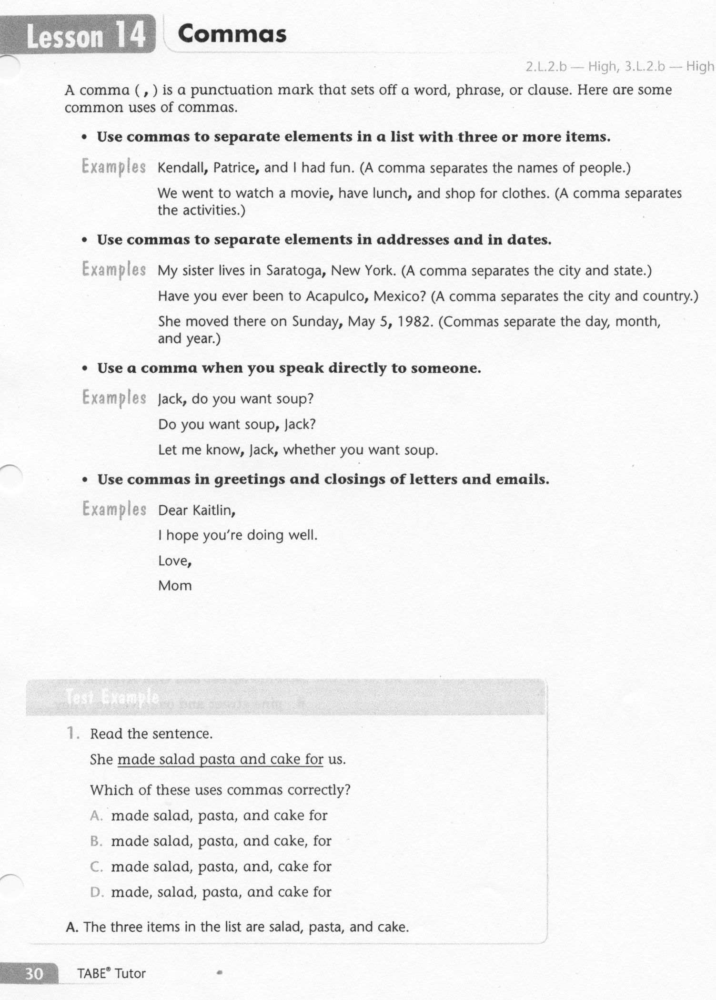 Lesson 14 Commas
2.L.2.b — High, 3.L.2.b — High
A comma ( , ) is a punctuation mark that sets off a word, phrase, or clause. Here are some
common uses of commas.
• Use commas to separate elements in a list with three or more items.
Examples Kendall, Patrice, and I had fun. (A comma separates the names of people.)
We went to watch a movie, have lunch, and shop for clothes. (A comma separates
the activities.)
• Use commas to separate elements in addresses and in dates.
Examples My sister lives in Saratoga, New York. (A comma separates the city and state.)
Have you ever been to Acapulco, Mexico? (A comma separates the city and country.)
She moved there on Sunday, May 5, 1982. (Commas separate the day, month,
and year.)
• Use a comma when you speak directly to someone.
Examples Jack, do you want soup?
Do you want soup, Jack?
Let me know, Jack, whether you want soup.
• Use commas in greetings and closings of letters and emails.
Examples Dear Kaitlin,
I hope you're doing well.
Love,
Mom
Test Example
1. Read the sentence.
She made salad pasta and cake for us.
Which of these uses commas correctly?
A. made salad, pasta, and cake for
B. made salad, pasta, and cake, for
C. made salad, pasta, and, cake for
D. made, salad, pasta, and cake for
A. The three items in the list are salad, pasta, and cake.
30 TABE® Tutor